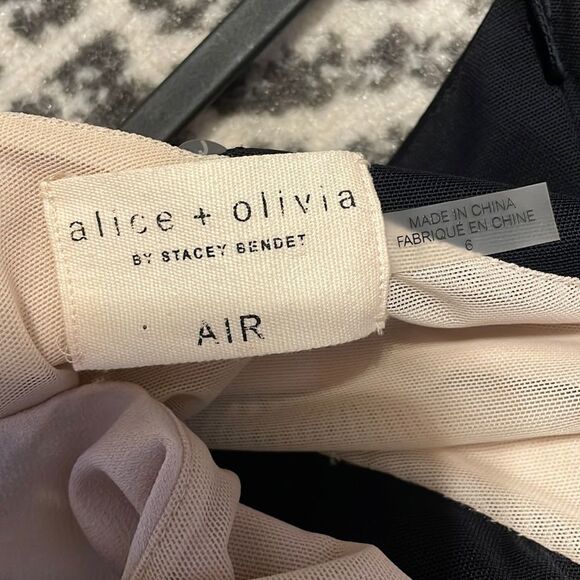 alice + olivia
BY STACEY BENDET
AIR
MADE IN CHINA
FABRIQUÉ EN CHINE
6